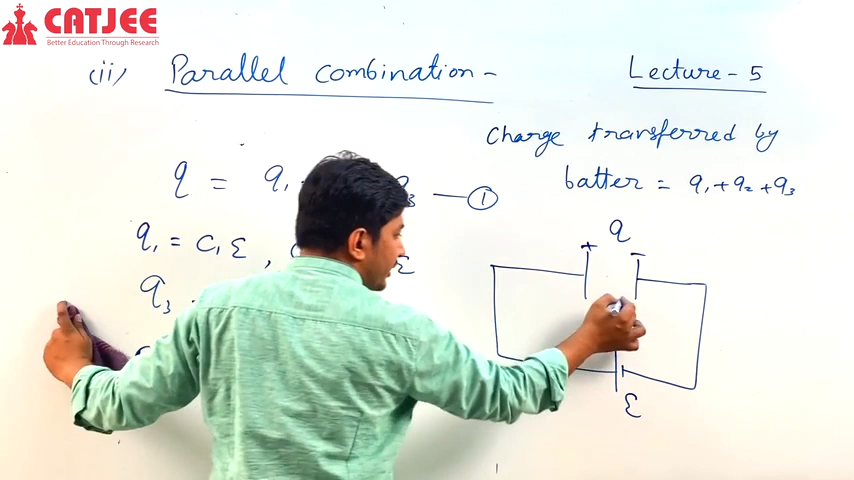 CATJEE
Better Education Through Research
(ii) Parallel combination - Lecture - 5
Charge transferred by
batter = q1 + q2 + q3
q = q1 3 — 1
q1 = C1 ε , ε
q3
+ q -
ε